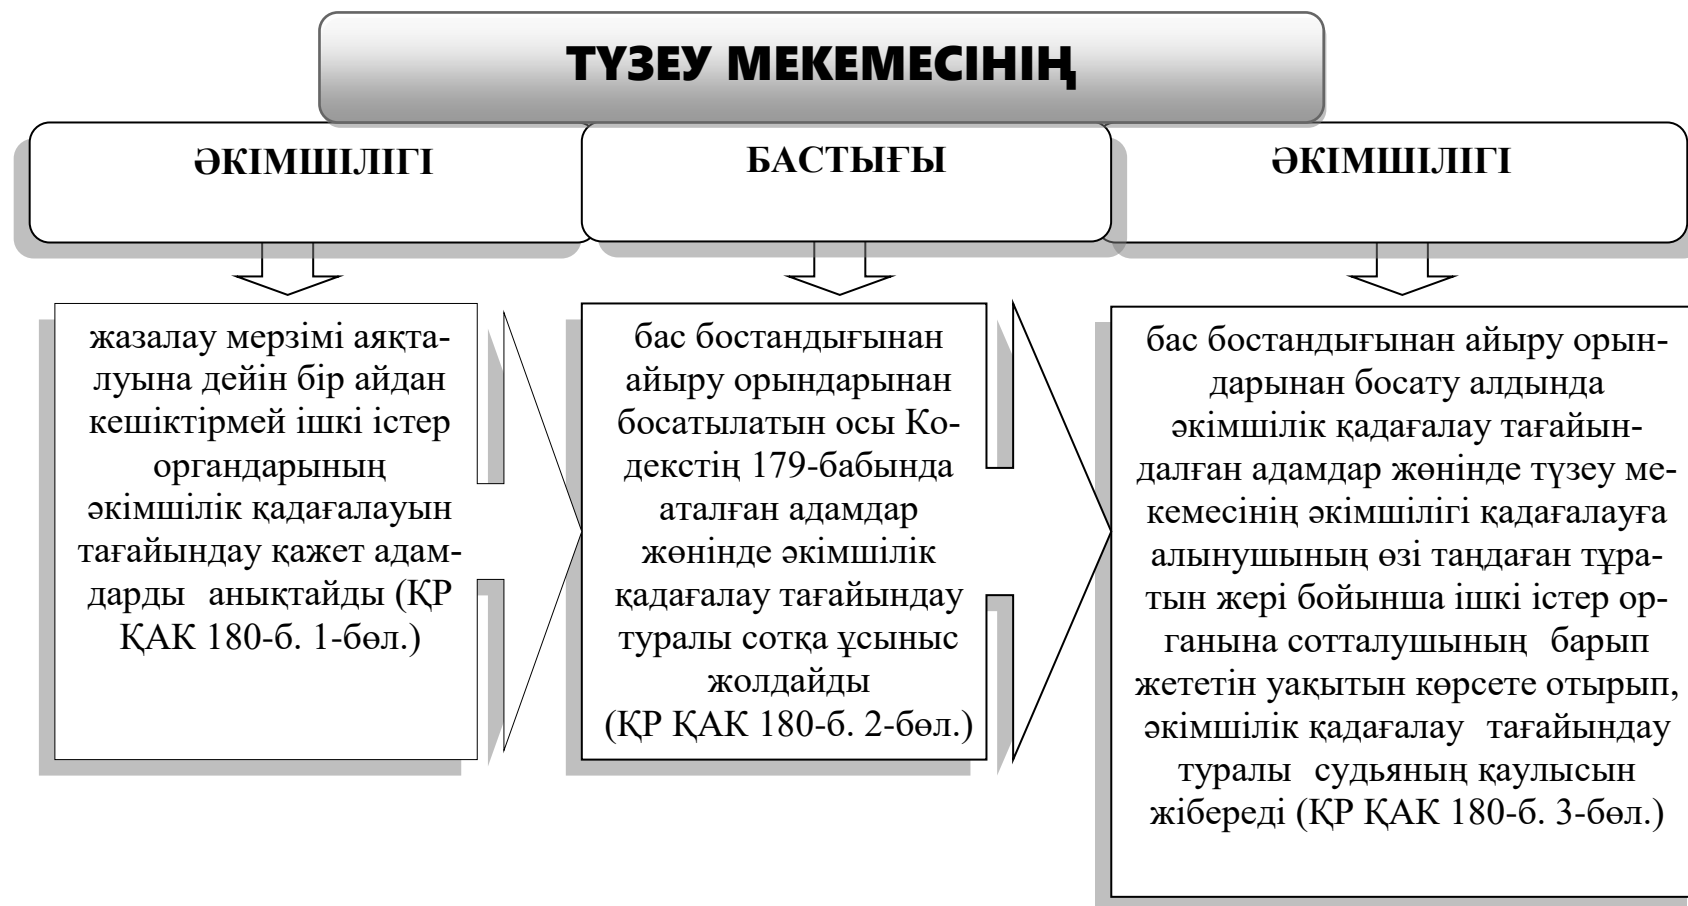 ТҮЗЕУ МЕКЕМЕСІНІҢ
ӘКІМШІЛІГІ
БАСТЫҒЫ
ӘКІМШІЛІГІ
жазалау мерзімі аяқта-
луына дейін бір айдан
кешіктірмей ішкі істер
органдарының
әкімшілік қадағалауын
тағайындау қажет адам-
дарды анықтайды (ҚР
ҚАК 180-б. 1-бөл.)
бас бостандығынан
айыру орындарынан
босатылатын осы Ко-
декстің 179-бабында
аталған адамдар
жөнінде әкімшілік
қадағалау тағайындау
туралы сотқа ұсыныс
жолдайды
(ҚР ҚАК 180-б. 2-бөл.)
бас бостандығынан айыру орын-
дарынан босату алдында
әкімшілік қадағалау тағайын-
далған адамдар жөнінде түзеу ме-
кемесінің әкімшілігі қадағалауға
алынушының өзі таңдаған тұра-
тын жері бойынша ішкі істер ор-
ганына сотталушының барып
жететін уақытын көрсете отырып,
әкімшілік қадағалау тағайындау
туралы судьяның қаулысын
жібереді (ҚР ҚАК 180-б. 3-бөл.)